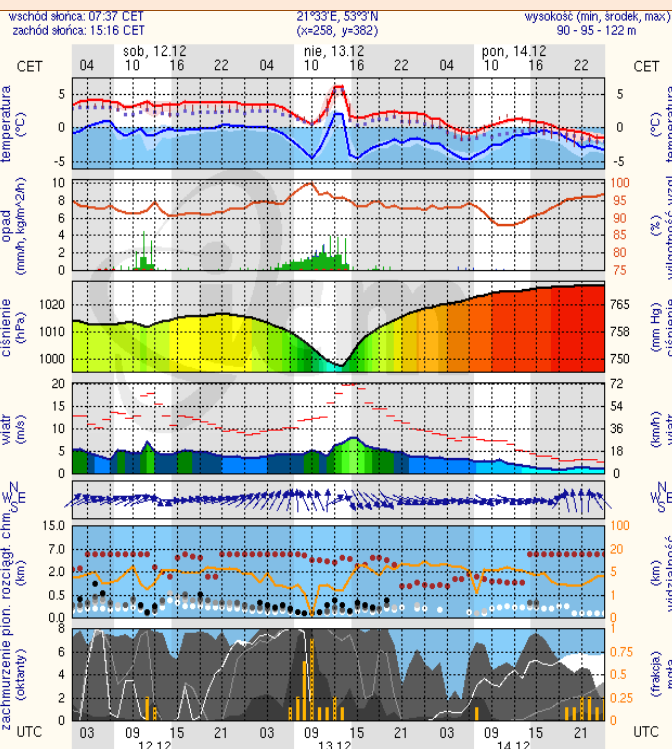 wschód słońca: 07:37 CET 21°33'E, 53°3'N wysokość (min, środek, max)
zachód słońca: 15:16 CET (x=258, y=382) 90 - 95 - 122 m
sob, 12.12 nie, 13.12 pon, 14.12
CET 04 10 16 22 04 10 16 22 04 10 16 22 CET
temperatura (°C)
5 0 -5
5 0 -5
temperatura (°C)
opad (mm/h, kg/m^2/h)
10 8 6 4 2 0
100 95 90 85 80 75
wilgotność wzgl. (%)
ciśnienie (hPa)
1020 1010 1000
765 758 750
(mm Hg) ciśnienie
wiatr (m/s)
20 15 10 5 0
72 54 36 18 0
(km/h) wiatr
N W E S
N W E S
pion. rozciągł. chm. (km)
15.0 7.0 2.0 0.5 0.0
100 20 5 1 0
(km) widzialność
zachmurzenie (oktanty)
8 6 4 2 0
1 0.75 0.5 0.25 0
(frakcja) mgła
UTC 03 09 15 21 03 09 15 21 03 09 15 21 UTC
12.12 13.12 14.12